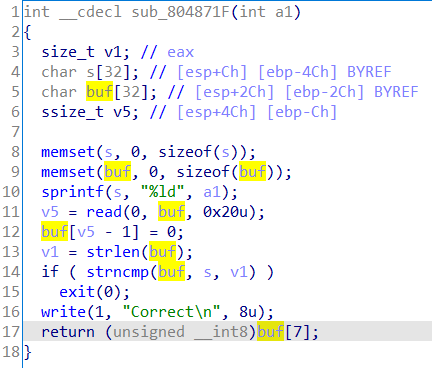 1 int __cdecl sub_804871F(int a1)
2 {
3 size_t v1; // eax
4 char s[32]; // [esp+Ch] [ebp-4Ch] BYREF
5 char buf[32]; // [esp+2Ch] [ebp-2Ch] BYREF
6 ssize_t v5; // [esp+4Ch] [ebp-Ch]
7
8 memset(s, 0, sizeof(s));
9 memset(buf, 0, sizeof(buf));
10 sprintf(s, "%ld", a1);
11 v5 = read(0, buf, 0x20u);
12 buf[v5 - 1] = 0;
13 v1 = strlen(buf);
14 if ( strncmp(buf, s, v1) )
15 exit(0);
16 write(1, "Correct\n", 8u);
17 return (unsigned __int8)buf[7];
18 }